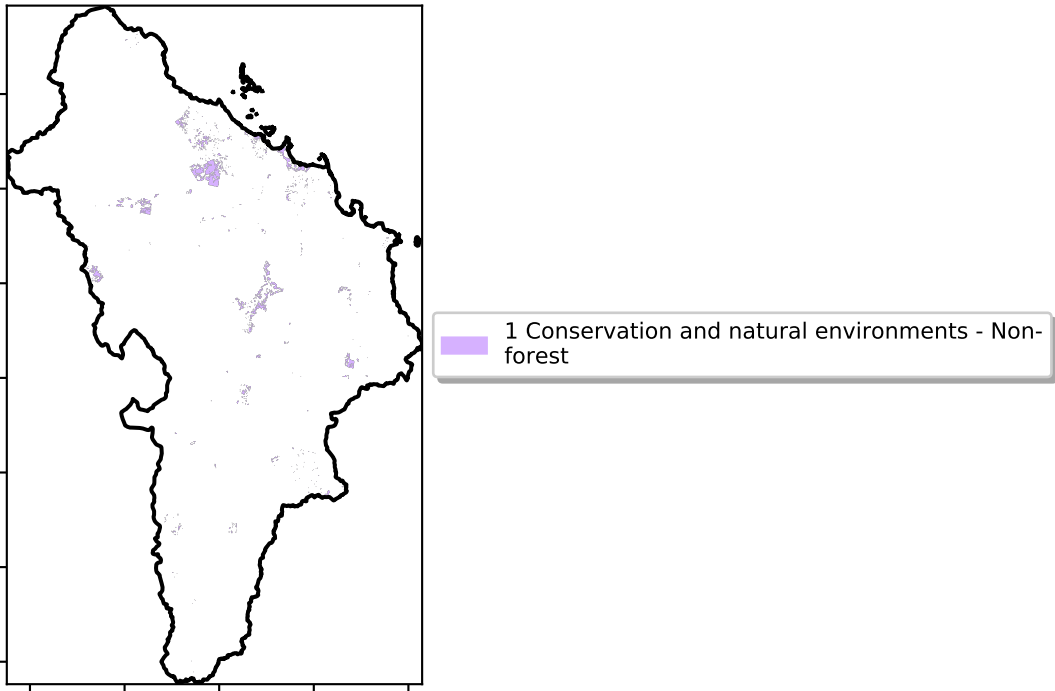 1 Conservation and natural environments - Non-
forest